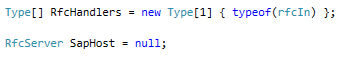 Type[] RfcHandlers = new Type[1] { typeof(rfcIn) };
RfcServer SapHost = null;